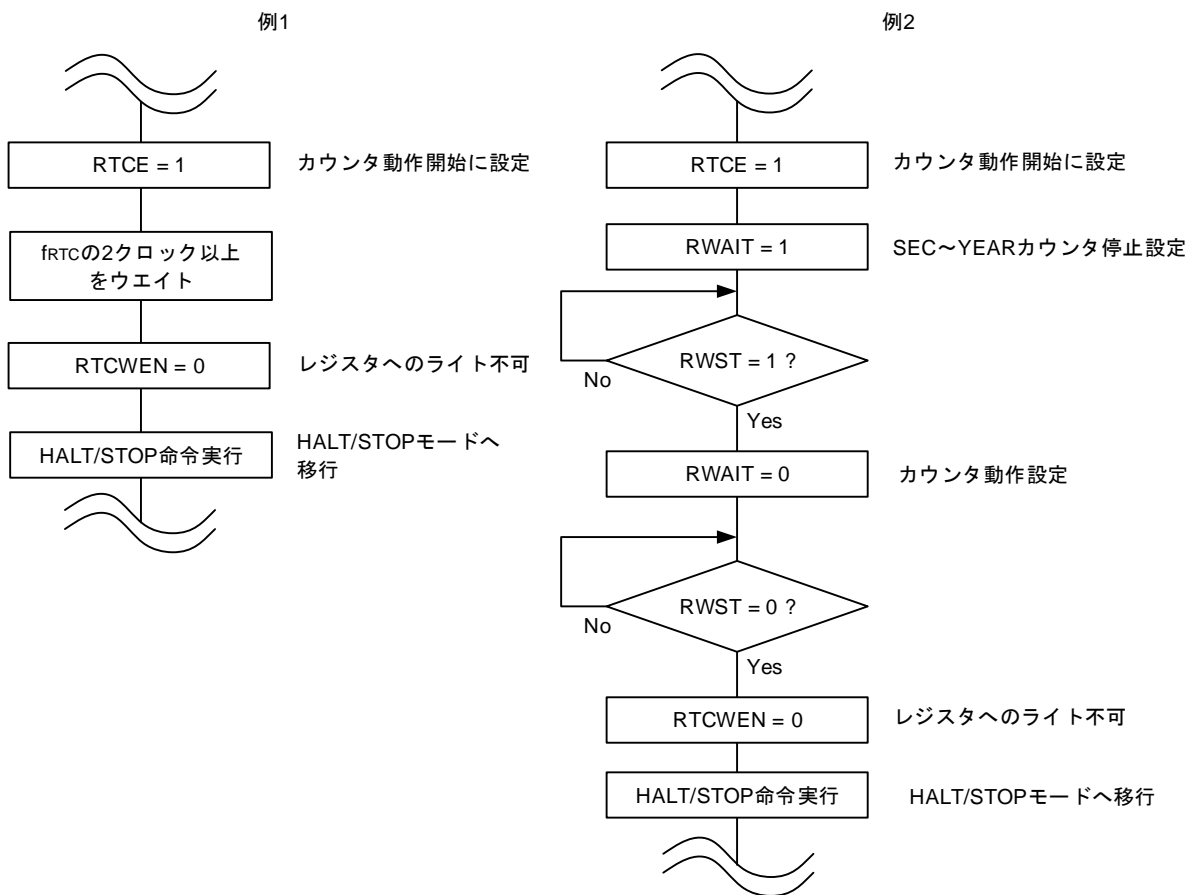 例1
RTCE = 1
カウンタ動作開始に設定
fRTCの2クロック以上
をウエイト
RTCWEN = 0
レジスタへのライト不可
HALT/STOP命令実行
HALT/STOPモードへ
移行
例2
RTCE = 1
カウンタ動作開始に設定
RWAIT = 1
SEC～YEARカウンタ停止設定
RWST = 1 ?
No
Yes
RWAIT = 0
カウンタ動作設定
RWST = 0 ?
No
Yes
RTCWEN = 0
レジスタへのライト不可
HALT/STOP命令実行
HALT/STOPモードへ移行